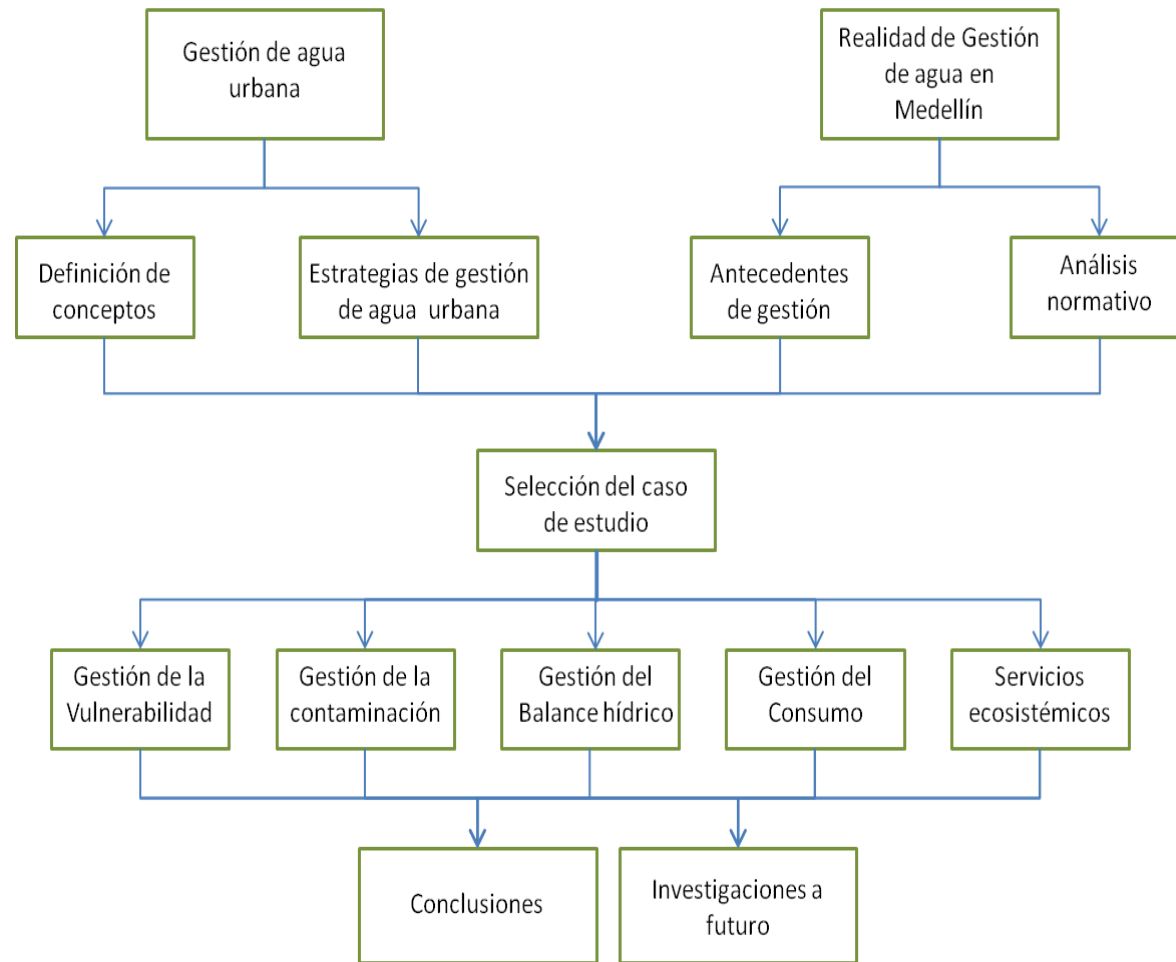 Gestión de agua
urbana
Realidad de Gestión
de agua en
Medellín
Definición de
conceptos
Estrategias de gestión
de agua urbana
Antecedentes
de gestión
Análisis
normativo
Selección del caso
de estudio
Gestión de la
Vulnerabilidad
Gestión de la
contaminación
Gestión del
Balance hídrico
Gestión del
Consumo
Servicios
ecosistémicos
Conclusiones
Investigaciones a
futuro